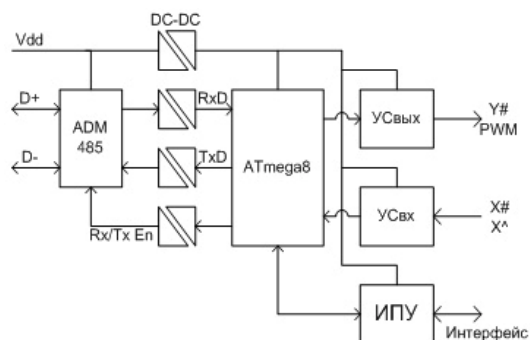 DC-DC
Vdd
D+
ADM
485
D-
RxD
TxD
Rx/Tx En
ATmega8
УСвых
Y#
PWM
УСвх
X#
X^
ИПУ
Интерфейс